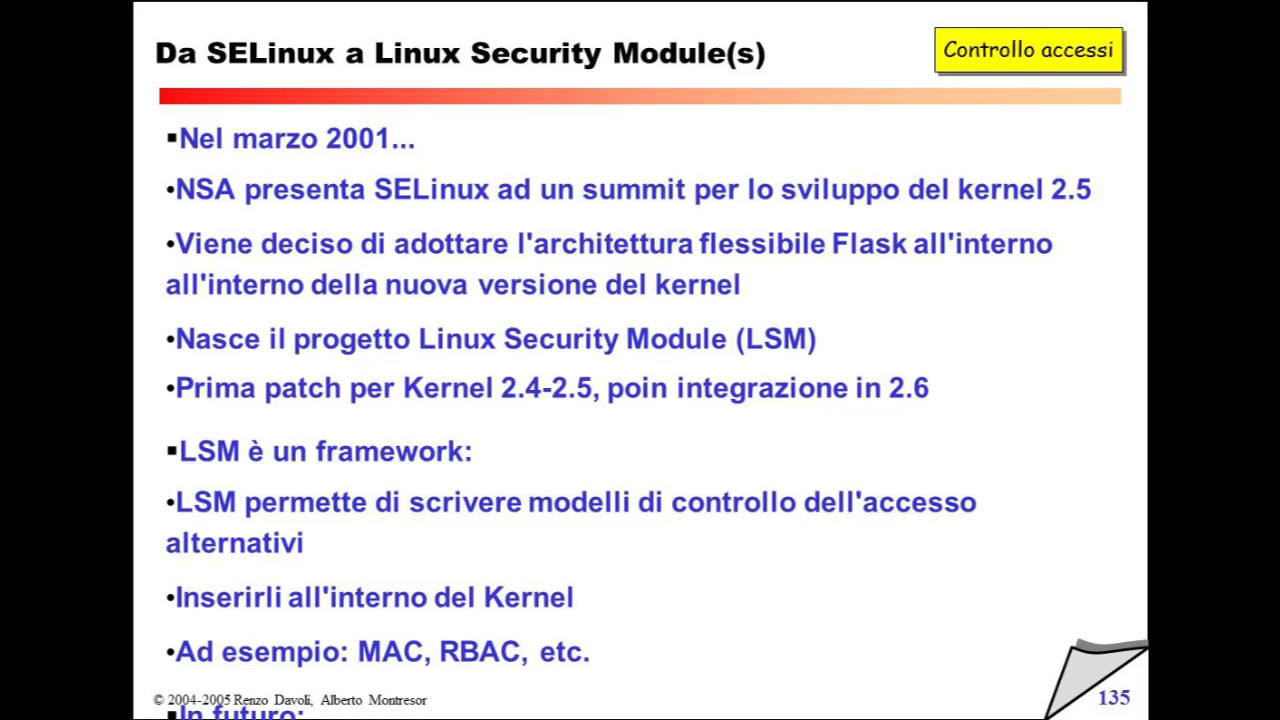 Da SELinux a Linux Security Module(s)
Controllo accessi
▪Nel marzo 2001...
•NSA presenta SELinux ad un summit per lo sviluppo del kernel 2.5
•Viene deciso di adottare l'architettura flessibile Flask all'interno
all'interno della nuova versione del kernel
•Nasce il progetto Linux Security Module (LSM)
•Prima patch per Kernel 2.4-2.5, poin integrazione in 2.6
▪LSM è un framework:
•LSM permette di scrivere modelli di controllo dell'accesso
alternativi
•Inserirli all'interno del Kernel
•Ad esempio: MAC, RBAC, etc.
© 2004-2005 Renzo Davoli, Alberto Montresor
135
▪In futuro: